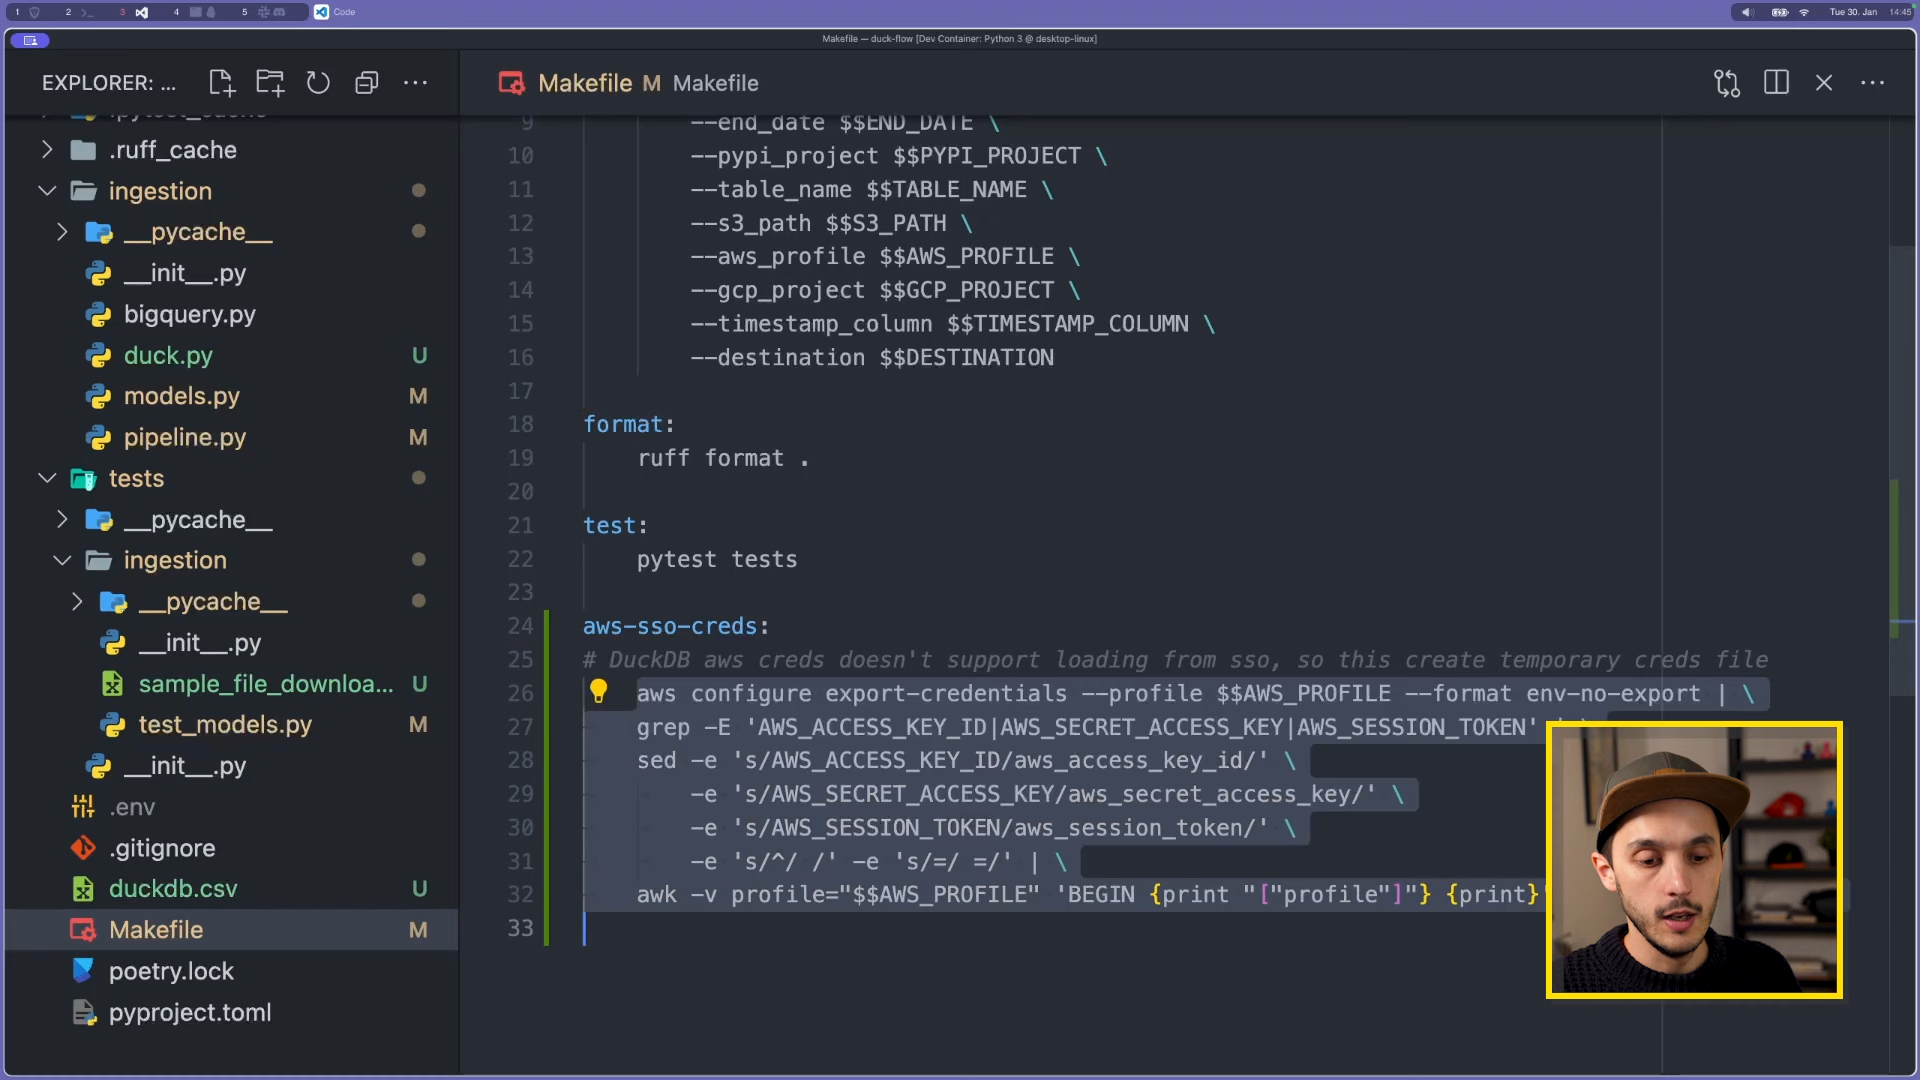 1 2 3 4 5 Code
Tue 30. Jan 14:45
Makefile — duck-flow [Dev Container: Python 3 @ desktop-linux]
EXPLORER: ...
Makefile M Makefile
.pytest_cache
.ruff_cache
ingestion
__pycache__
__init__.py
bigquery.py
duck.py U
models.py M
pipeline.py M
tests
__pycache__
ingestion
__pycache__
__init__.py
sample_file_downloa... U
test_models.py M
__init__.py
.env
.gitignore
duckdb.csv U
Makefile M
poetry.lock
pyproject.toml
9 --end_date $$END_DATE \
10 --pypi_project $$PYPI_PROJECT \
11 --table_name $$TABLE_NAME \
12 --s3_path $$S3_PATH \
13 --aws_profile $$AWS_PROFILE \
14 --gcp_project $$GCP_PROJECT \
15 --timestamp_column $$TIMESTAMP_COLUMN \
16 --destination $$DESTINATION
17
18 format:
19 ruff format .
20
21 test:
22 pytest tests
23
24 aws-sso-creds:
25 # DuckDB aws creds doesn't support loading from sso, so this create temporary creds file
26 aws configure export-credentials --profile $$AWS_PROFILE --format env-no-export | \
27 grep -E 'AWS_ACCESS_KEY_ID|AWS_SECRET_ACCESS_KEY|AWS_SESSION_TOKEN'
28 sed -e 's/AWS_ACCESS_KEY_ID/aws_access_key_id/' \
29 -e 's/AWS_SECRET_ACCESS_KEY/aws_secret_access_key/' \
30 -e 's/AWS_SESSION_TOKEN/aws_session_token/' \
31 -e 's/^/ /' -e 's/=/ =/' | \
32 awk -v profile="$$AWS_PROFILE" 'BEGIN {print "["profile"]"} {print}
33